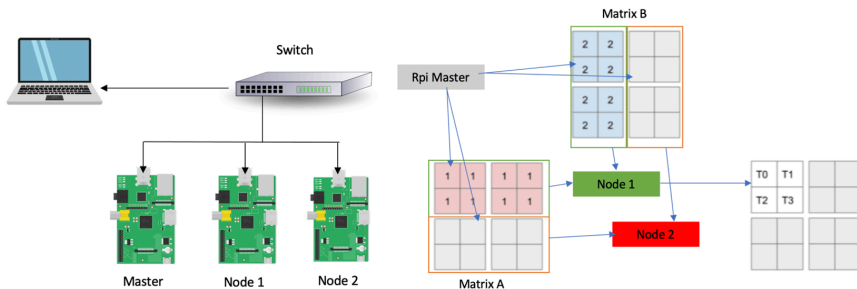 Switch
Master
Node 1
Node 2
Matrix B
Rpi Master
2 2
2 2
2 2
2 2
1 1 1 1
1 1 1 1
Node 1
Node 2
Matrix A
T0 T1
T2 T3